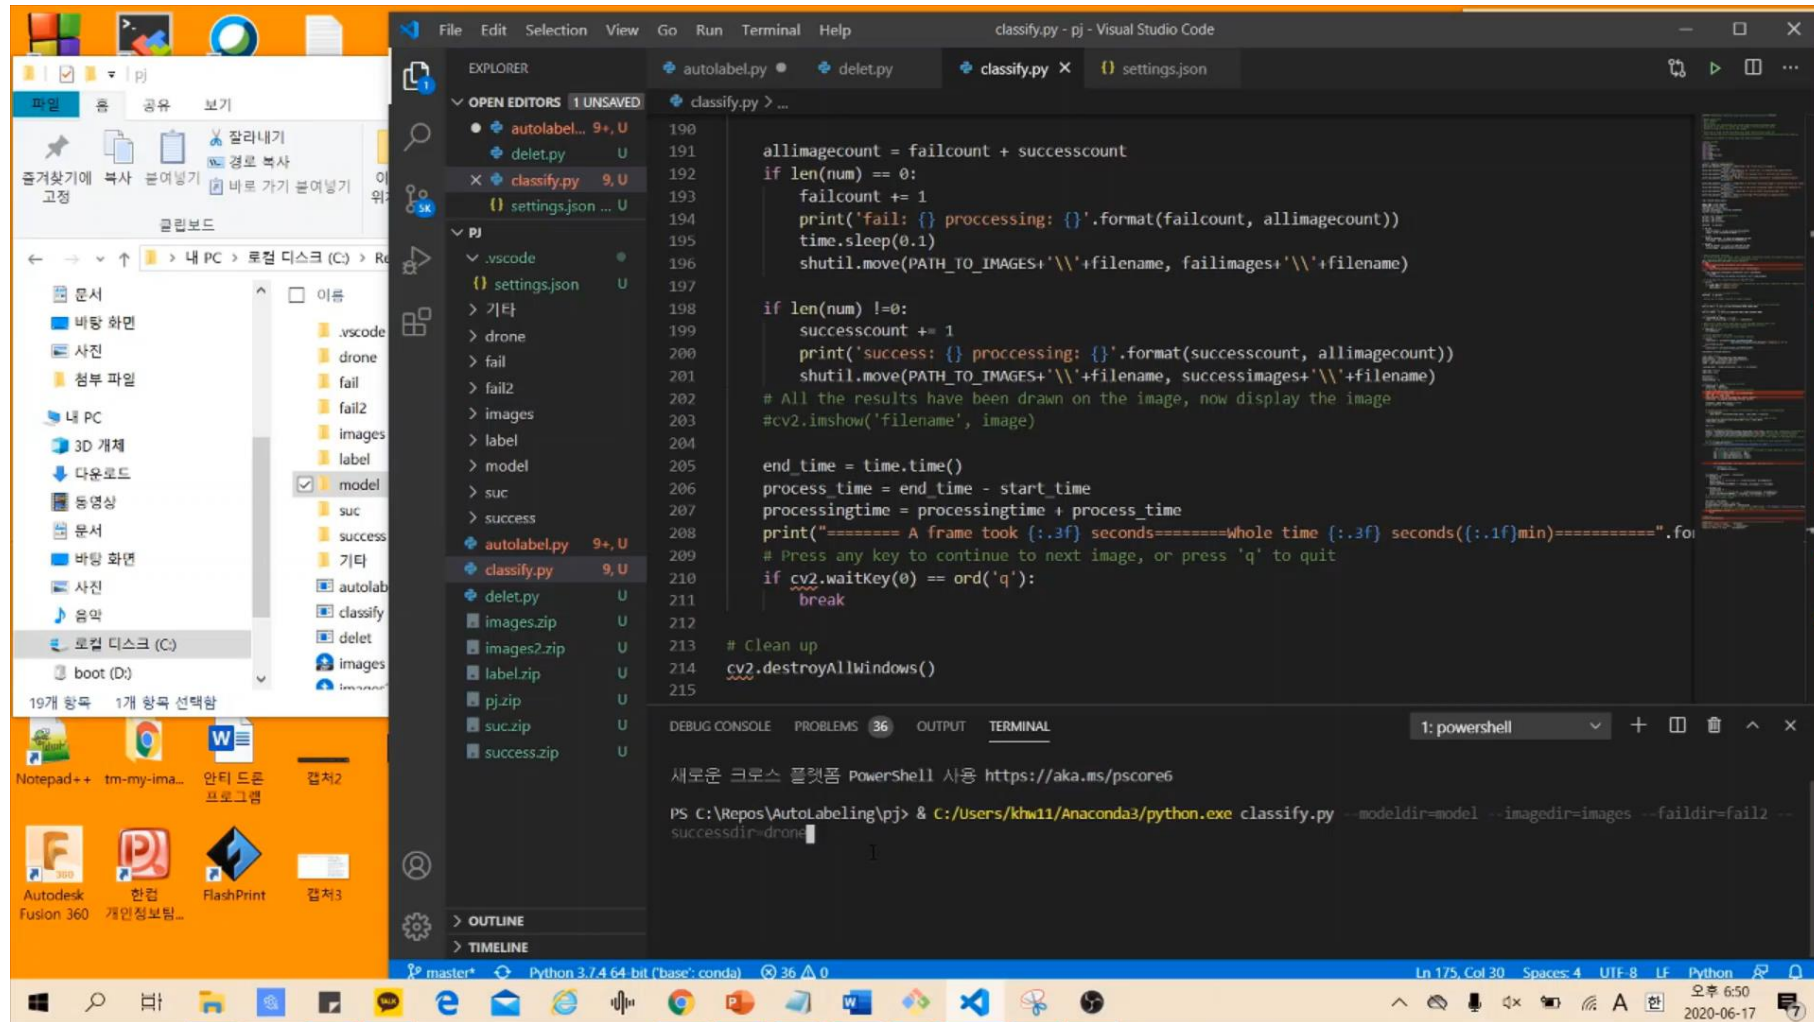 pj
파일 홈 공유 보기
즐겨찾기에
고정
복사
붙여넣기
잘라내기
경로 복사
바로 가기 붙여넣기
클립보드
내 PC > 로컬 디스크 (C:) > Re
문서
바탕 화면
사진
첨부 파일
내 PC
3D 개체
다운로드
동영상
문서
바탕 화면
사진
음악
로컬 디스크 (C:)
boot (D:)
이름
.vscode
drone
fail
fail2
images
label
model
suc
success
기타
autolab
classify
delet
images
19개 항목 1개 항목 선택함
Notepad++
tm-my-ima...
안티 드론
프로그램
캡처2
Autodesk
Fusion 360
한컴
개인정보탐...
FlashPrint
캡처3
File Edit Selection View Go Run Terminal Help
classify.py - pj - Visual Studio Code
EXPLORER
OPEN EDITORS 1 UNSAVED
autolabel... 9+, U
delet.py U
classify.py 9, U
{} settings.json ... U
PJ
.vscode
{} settings.json U
기타
drone
fail
fail2
images
label
model
suc
success
autolabel.py 9+, U
classify.py 9, U
delet.py U
images.zip U
images2.zip U
label.zip U
pj.zip U
suc.zip U
success.zip U
OUTLINE
TIMELINE
autolabel.py delet.py classify.py {} settings.json
classify.py > ...
190
191 allimagecount = failcount + successcount
192 if len(num) == 0:
193 failcount += 1
194 print('fail: {} proccessing: {}'.format(failcount, allimagecount))
195 time.sleep(0.1)
196 shutil.move(PATH_TO_IMAGES+'\\'+filename, failimages+'\\'+filename)
197
198 if len(num) !=0:
199 successcount += 1
200 print('success: {} proccessing: {}'.format(successcount, allimagecount))
201 shutil.move(PATH_TO_IMAGES+'\\'+filename, successimages+'\\'+filename)
202 # All the results have been drawn on the image, now display the image
203 #cv2.imshow('filename', image)
204
205 end_time = time.time()
206 process_time = end_time - start_time
207 processingtime = processingtime + process_time
208 print("======== A frame took {:.3f} seconds========Whole time {:.3f} seconds({:.1f}min)===========".for
209 # Press any key to continue to next image, or press 'q' to quit
210 if cv2.waitKey(0) == ord('q'):
211 break
212
213 # Clean up
214 cv2.destroyAllWindows()
215
DEBUG CONSOLE PROBLEMS 36 OUTPUT TERMINAL
1: powershell
새로운 크로스 플랫폼 PowerShell 사용 https://aka.ms/pscore6
PS C:\Repos\AutoLabeling\pj> & C:/Users/khw11/Anaconda3/python.exe classify.py --modeldir=model --imagedir=images --faildir=fail2 --
successdir=drone
master* Python 3.7.4 64-bit ('base': conda) 36 0
Ln 175, Col 30 Spaces: 4 UTF-8 LF Python
A 한
오후 6:50
2020-06-17